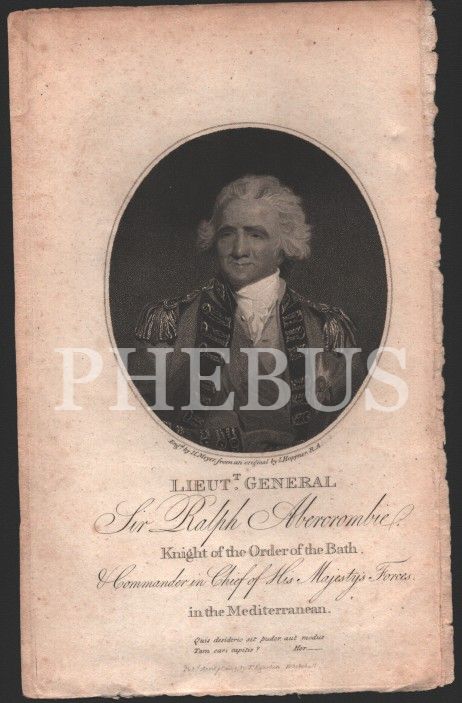 PHEBUS
Engd. by H. Meyer, from an original by J. Hoppner, R.A.
LIEUT.T GENERAL
Sir Ralph Abercrombie,
Knight of the Order of the Bath,
& Commander in Chief of His Majesty's Forces.
in the Mediterranean.
Quis desiderio sit pudor aut modus
Tam cari capitis? Hor